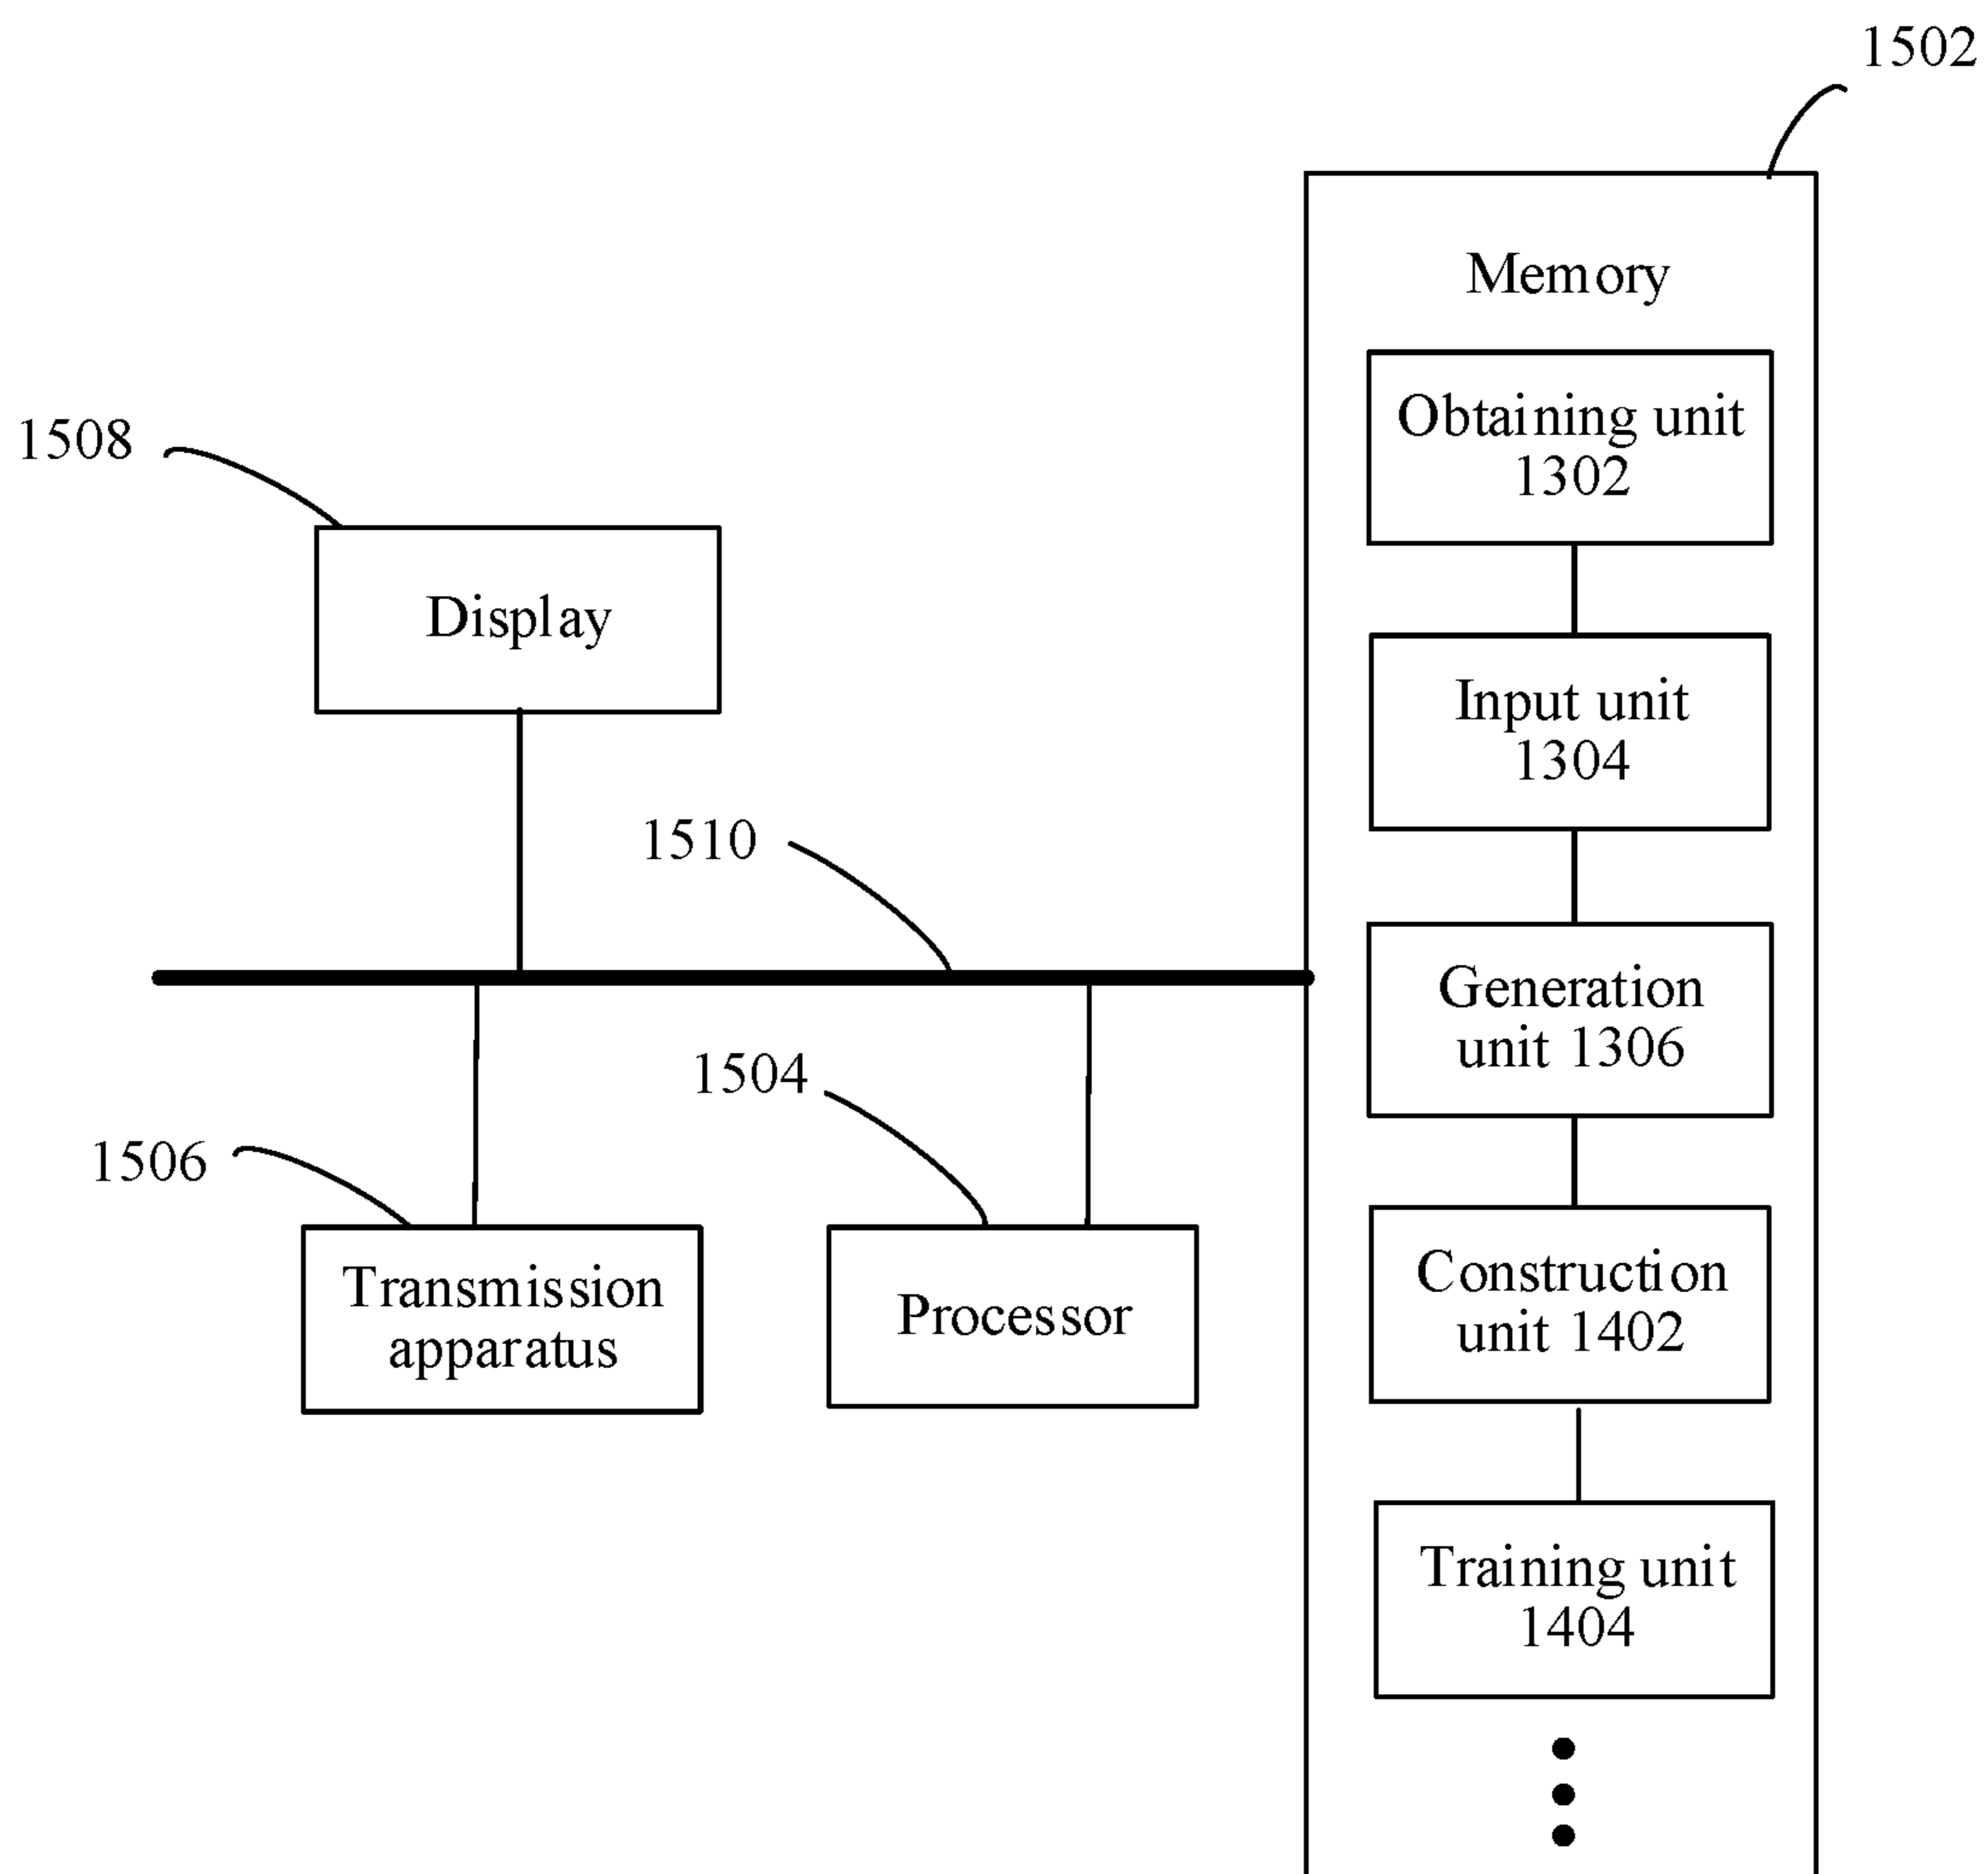 1502
Memory
Obtaining unit
1302
1508
Display
Input unit
1304
1510
Generation
unit 1306
1504
1506
Transmission
apparatus
Processor
Construction
unit 1402
Training unit
1404